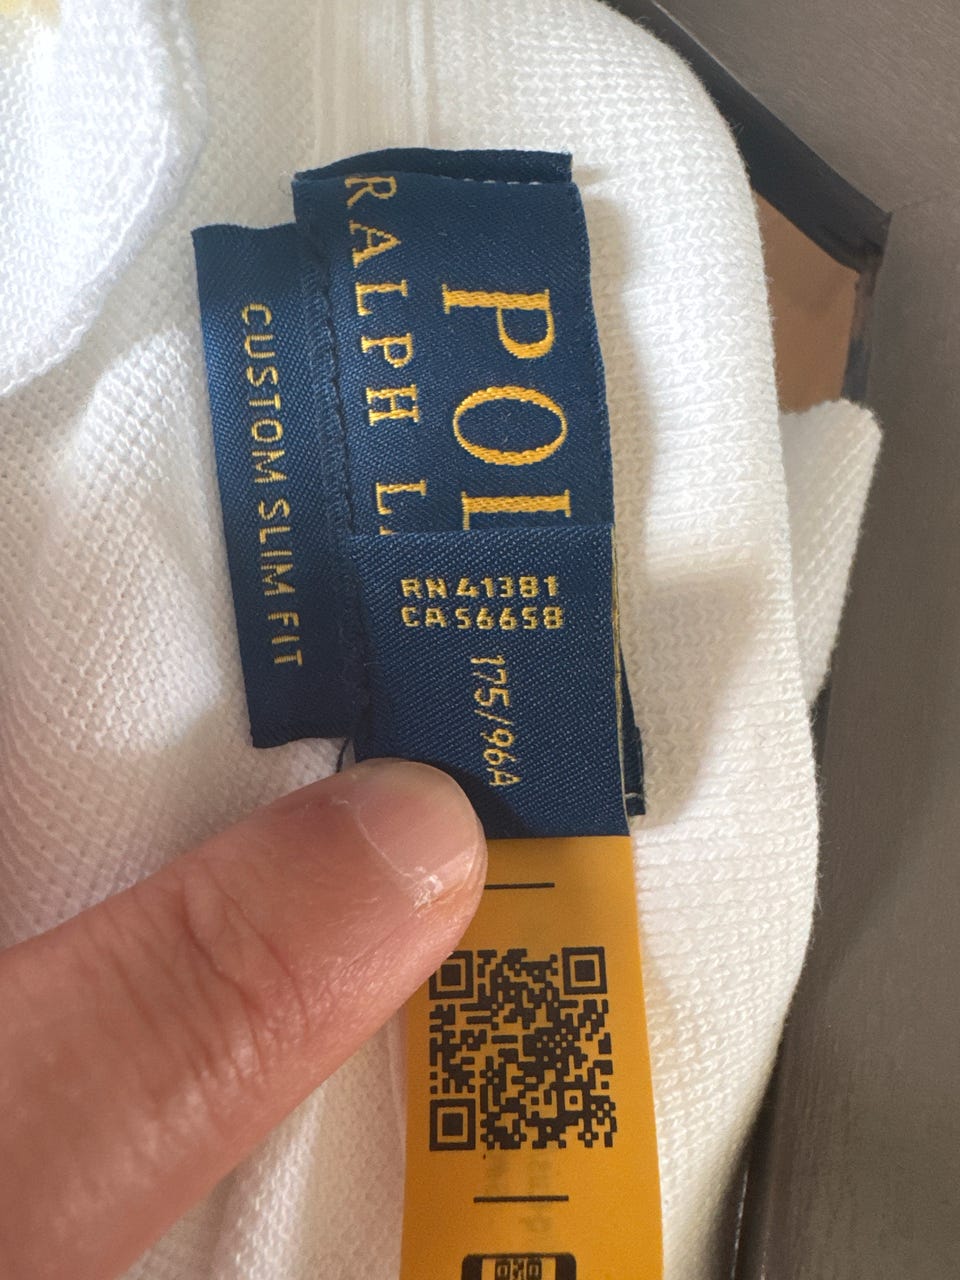 POL
RALPH L.
CUSTOM SLIM FIT
RN 41381
CA 56658
175/96A